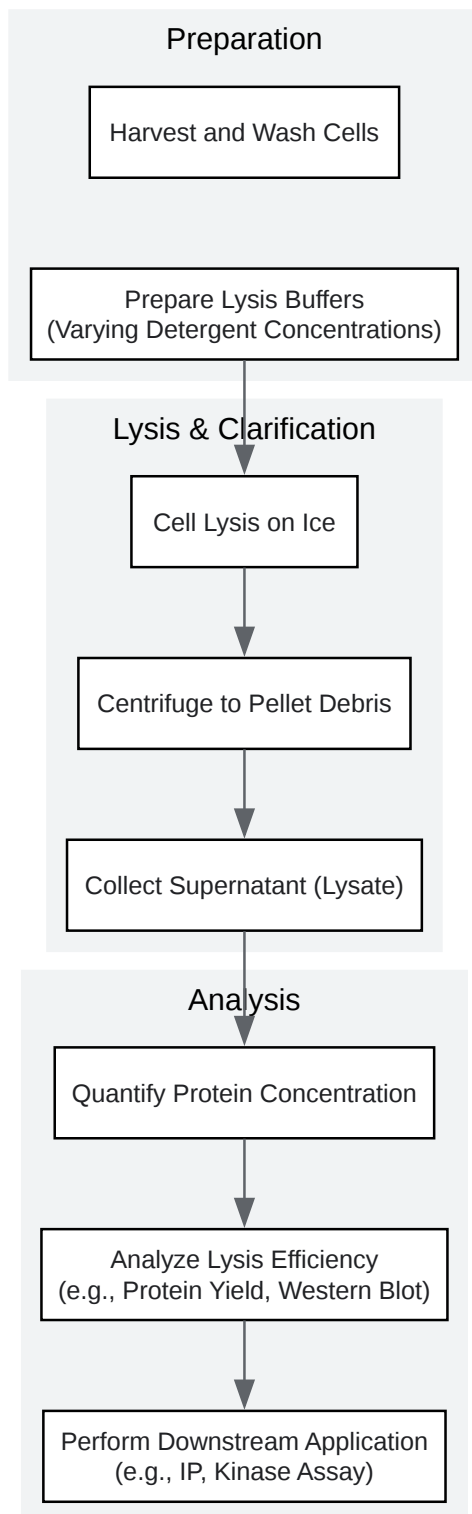 Preparation
Harvest and Wash Cells
Prepare Lysis Buffers
(Varying Detergent Concentrations)
Lysis & Clarification
Cell Lysis on Ice
Centrifuge to Pellet Debris
Collect Supernatant (Lysate)
Analysis
Quantify Protein Concentration
Analyze Lysis Efficiency
(e.g., Protein Yield, Western Blot)
Perform Downstream Application
(e.g., IP, Kinase Assay)